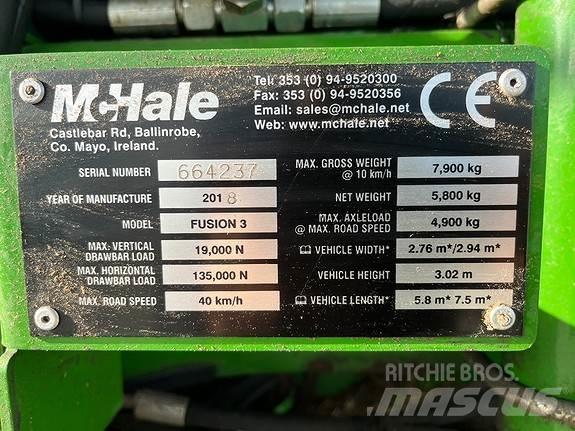 McHale
Castlebar Rd, Ballinrobe,
Co. Mayo, Ireland.
Tel: 353 (0) 94-9520300
Fax: 353 (0) 94-9520356
Email: sales@mchale.net
Web: www.mchale.net
CE
SERIAL NUMBER 664237
YEAR OF MANUFACTURE 2018
MODEL FUSION 3
MAX. VERTICAL
DRAWBAR LOAD 19,000 N
MAX. HORIZONTAL
DRAWBAR LOAD 135,000 N
MAX. ROAD SPEED 40 km/h
MAX. GROSS WEIGHT
@ 10 km/h 7,900 kg
NET WEIGHT 5,800 kg
MAX. AXLELOAD
@ MAX. ROAD SPEED 4,900 kg
VEHICLE WIDTH* 2.76 m*/2.94 m*
VEHICLE HEIGHT 3.02 m
VEHICLE LENGTH* 5.8 m* 7.5 m*
RITCHIE BROS.
MASCUS